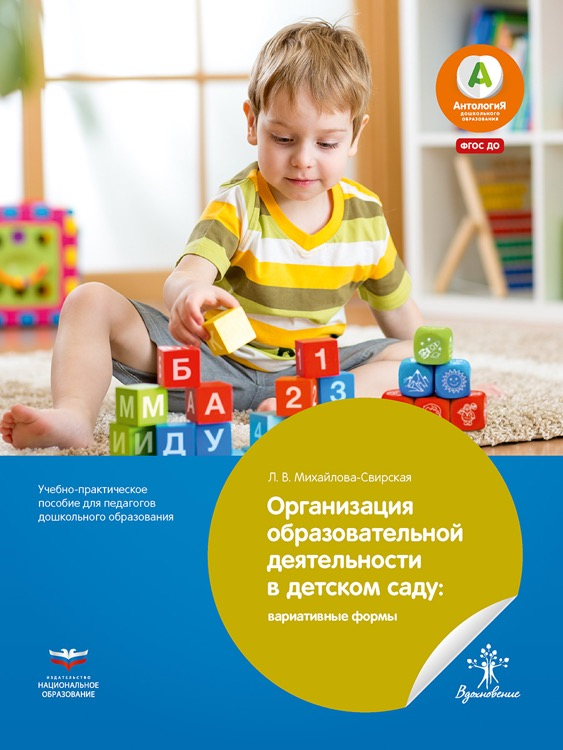 Антология
дошкольного
образования
ФГОС ДО
Б
1
М М А А
2 3
И Д У 4
Л. В. Михайлова-Свирская
Учебно-практическое
пособие для педагогов
дошкольного образования
Организация
образовательной
деятельности
в детском саду:
вариативные формы
ИЗДАТЕЛЬСТВО
НАЦИОНАЛЬНОЕ
ОБРАЗОВАНИЕ
Вдохновение